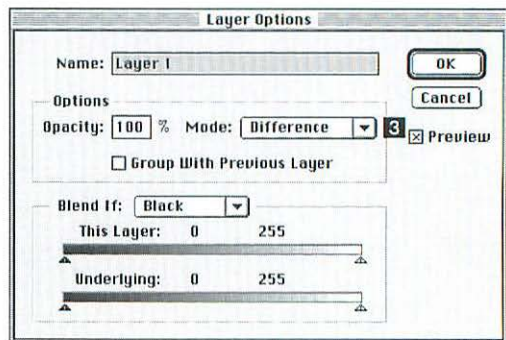 Layer Options
Name: Layer 1
OK
Cancel
Options
Opacity: 100 % Mode: Difference
3
Preview
Group With Previous Layer
Blend If: Black
This Layer: 0 255
Underlying: 0 255